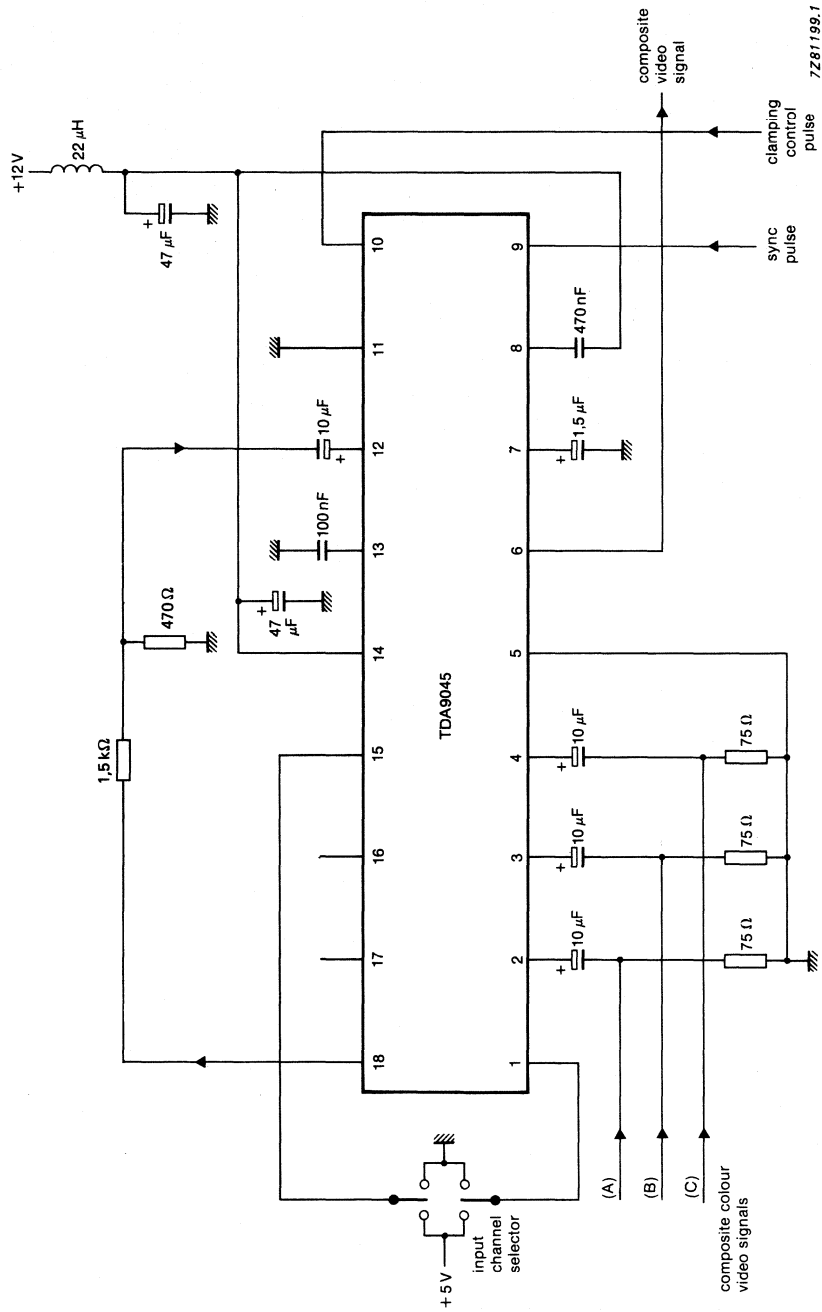 7Z81199.1
+12V
22 µH
+
47 µF
composite
video
signal
clamping
control
pulse
sync
pulse
1,5 kΩ
470 Ω
+
47
µF
100 nF
10 µF
+
18
17
16
15
14
13
12
11
10
TDA9045
1
2
3
4
5
6
7
8
9
+
10 µF
+
10 µF
+
10 µF
+
1,5 µF
470 nF
75 Ω
75 Ω
75 Ω
+5V
input
channel
selector
(A)
(B)
(C)
composite colour
video signals